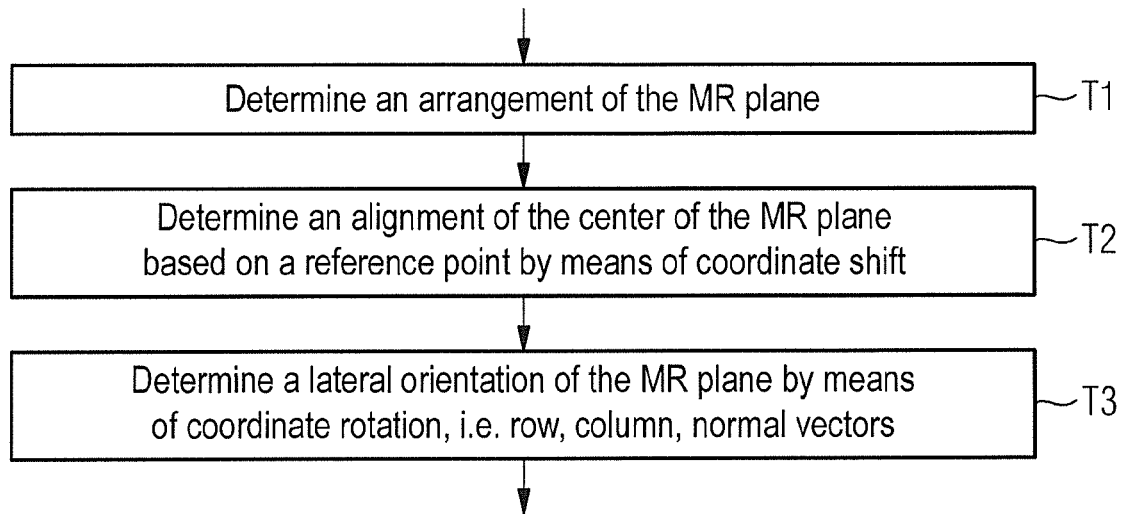 Determine an arrangement of the MR plane
T1
Determine an alignment of the center of the MR plane
based on a reference point by means of coordinate shift
T2
Determine a lateral orientation of the MR plane by means
of coordinate rotation, i.e. row, column, normal vectors
T3